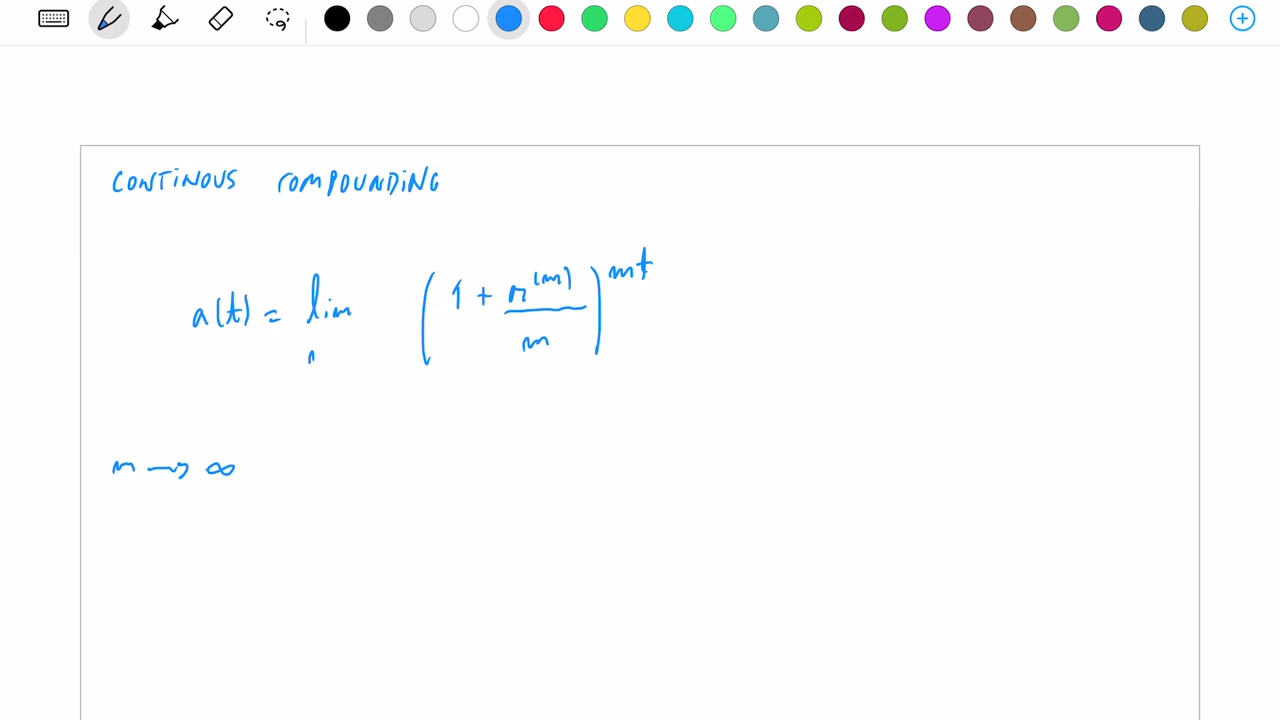 CONTINOUS COMPOUNDING
a(t) = lim (1 + r^(m) / m)^mt
m → ∞